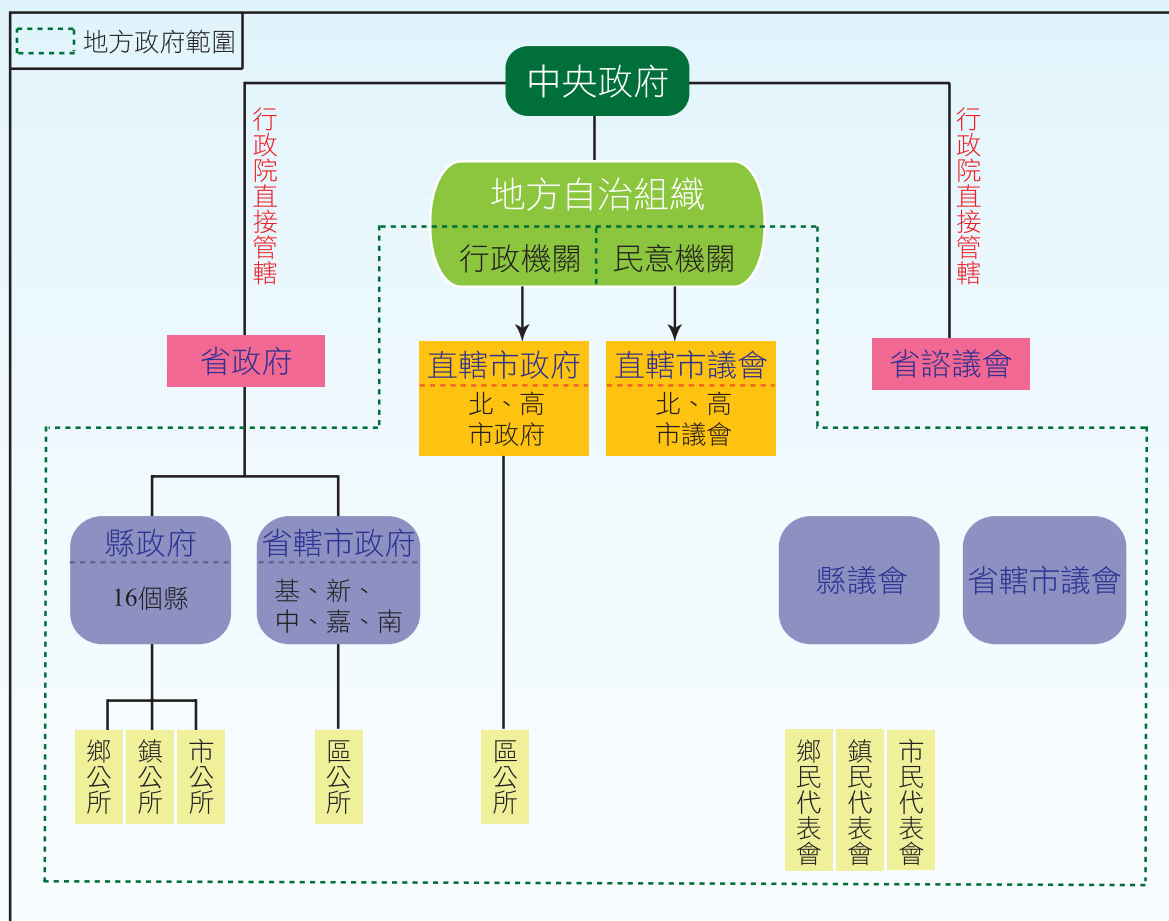 地方政府範圍
中央政府
行政院直接管轄
行政院直接管轄
地方自治組織
行政機關
民意機關
省政府
直轄市政府
北、高
市政府
直轄市議會
北、高
市議會
省諮議會
縣政府
16個縣
省轄市政府
基、新、
中、嘉、南
縣議會
省轄市議會
鄉公所
鎮公所
市公所
區公所
區公所
鄉民代表會
鎮民代表會
市民代表會